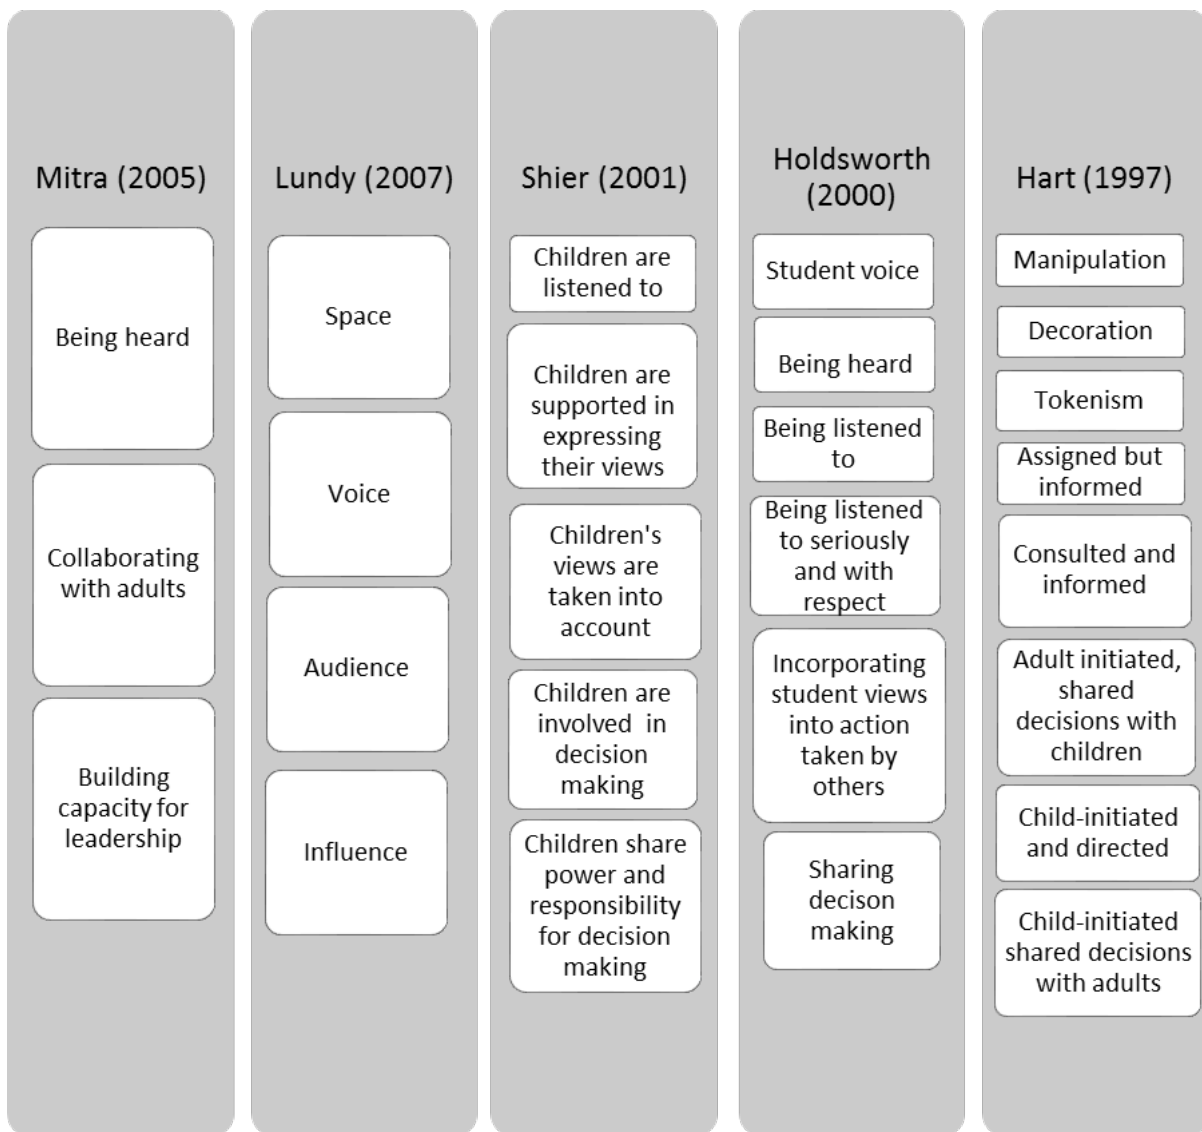 Mitra (2005)
Being heard
Collaborating
with adults
Building
capacity for
leadership
Lundy (2007)
Space
Voice
Audience
Influence
Shier (2001)
Children are
listened to
Children are
supported in
expressing
their views
Children's
views are
taken into
account
Children are
involved in
decision
making
Children share
power and
responsibility
for decision
making
Holdsworth
(2000)
Student voice
Being heard
Being listened
to
Being listened
to seriously
and with
respect
Incorporating
student views
into action
taken by
others
Sharing
decison
making
Hart (1997)
Manipulation
Decoration
Tokenism
Assigned but
informed
Consulted and
informed
Adult initiated,
shared
decisions with
children
Child-initiated
and directed
Child-initiated
shared decisions
with adults